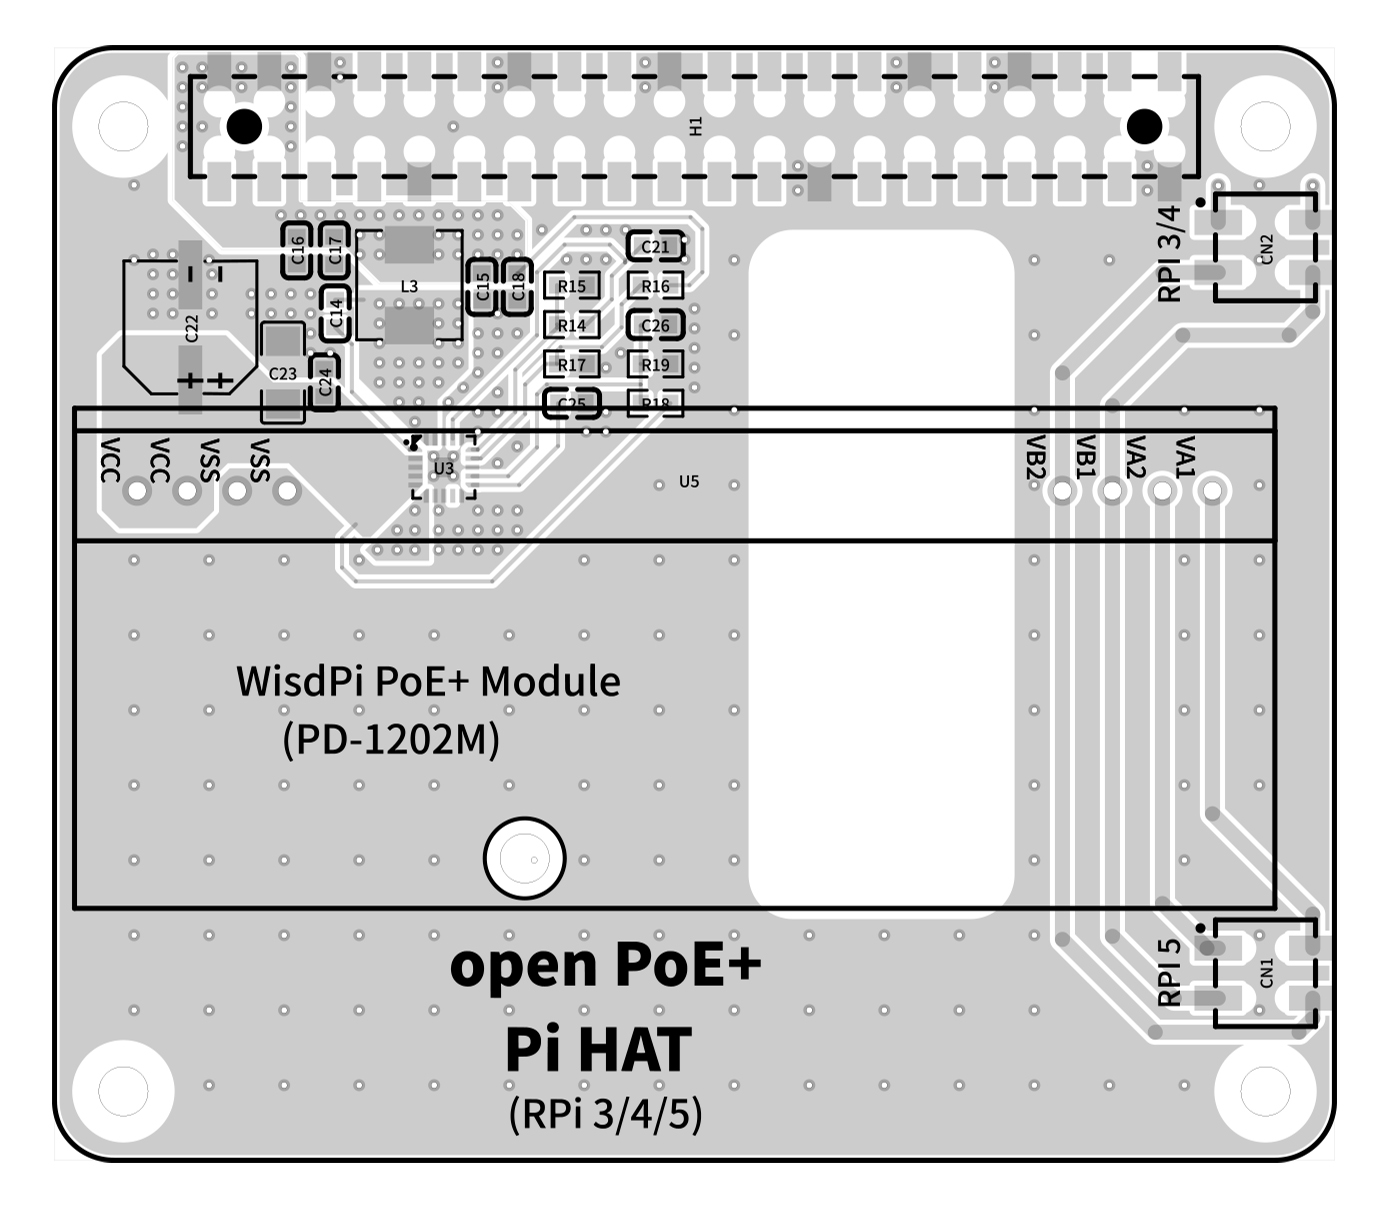 H1
RPI 3/4
CN2
C16
C17
C21
L3
C15
C18
R15
R16
C14
C22
R14
C26
C23
C24
R17
R19
C25
R18
VCC
VCC
VSS
VSS
U3
U5
VB2
VB1
VA2
VA1
WisdPi PoE+ Module
(PD-1202M)
open PoE+
Pi HAT
(RPi 3/4/5)
RPI 5
CN1